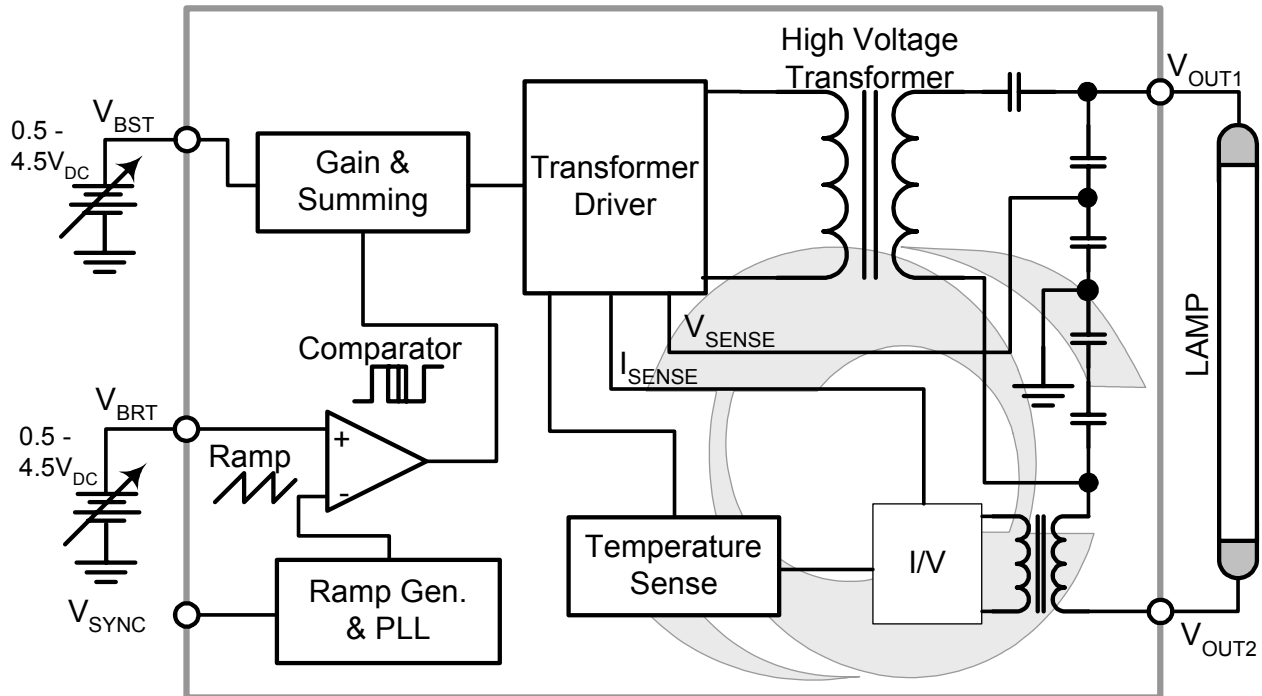 High Voltage
Transformer
V_OUT1
V_BST
0.5 -
4.5V_DC
Gain &
Summing
Transformer
Driver
V_SENSE
I_SENSE
Comparator
LAMP
V_BRT
0.5 -
4.5V_DC
Ramp
+
-
Temperature
Sense
I/V
Ramp Gen.
& PLL
V_SYNC
V_OUT2